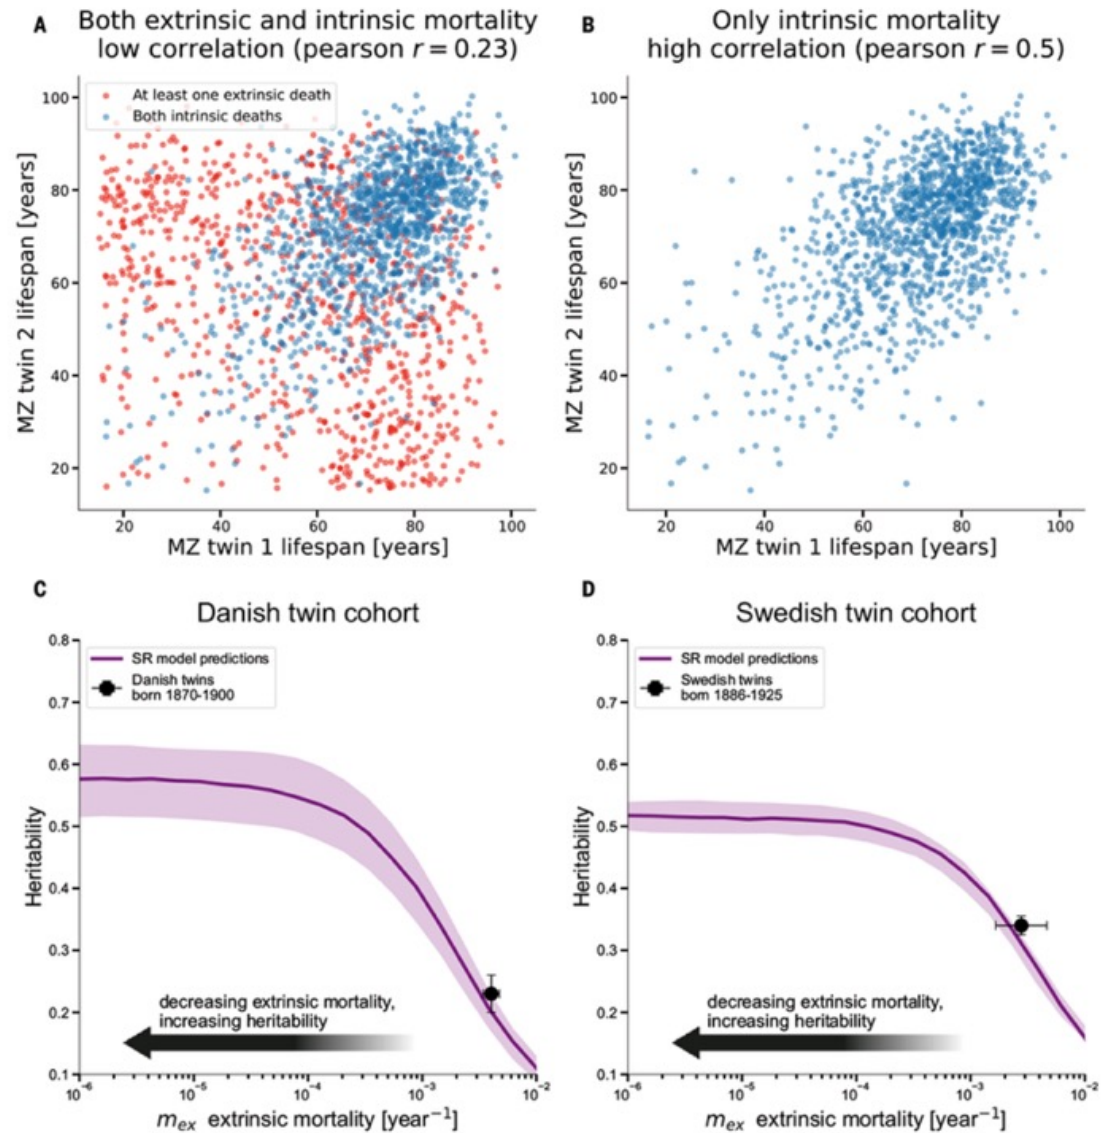 A
Both extrinsic and intrinsic mortality
low correlation (pearson r = 0.23)
At least one extrinsic death
Both intrinsic deaths
100
80
60
40
20
MZ twin 2 lifespan [years]
20 40 60 80 100
MZ twin 1 lifespan [years]
B
Only intrinsic mortality
high correlation (pearson r = 0.5)
100
80
60
40
20
MZ twin 2 lifespan [years]
20 40 60 80 100
MZ twin 1 lifespan [years]
C
Danish twin cohort
SR model predictions
Danish twins
born 1870-1900
0.8
0.7
0.6
0.5
0.4
0.3
0.2
0.1
Heritability
decreasing extrinsic mortality,
increasing heritability
10⁻⁶ 10⁻⁵ 10⁻⁴ 10⁻³ 10⁻²
mₑₓ extrinsic mortality [year⁻¹]
D
Swedish twin cohort
SR model predictions
Swedish twins
born 1886-1925
0.8
0.7
0.6
0.5
0.4
0.3
0.2
0.1
Heritability
decreasing extrinsic mortality,
increasing heritability
10⁻⁶ 10⁻⁵ 10⁻⁴ 10⁻³ 10⁻²
mₑₓ extrinsic mortality [year⁻¹]